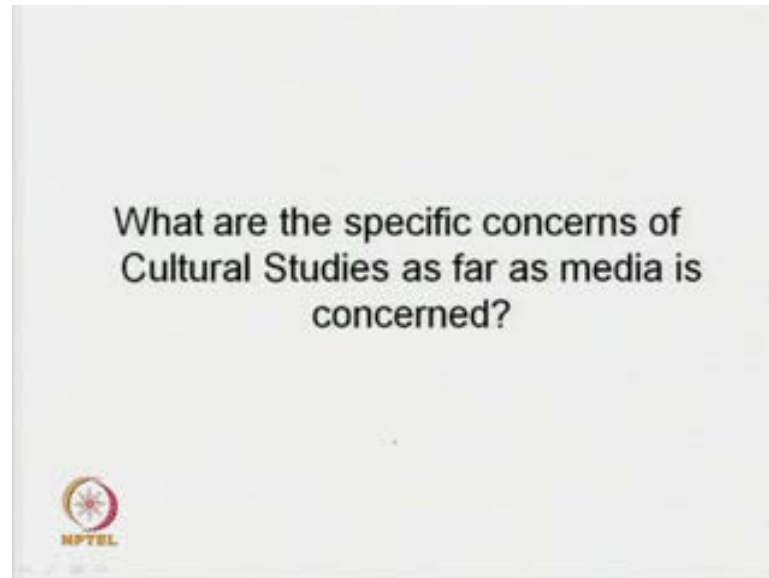 What are the specific concerns of
Cultural Studies as far as media is
concerned?
NPTEL